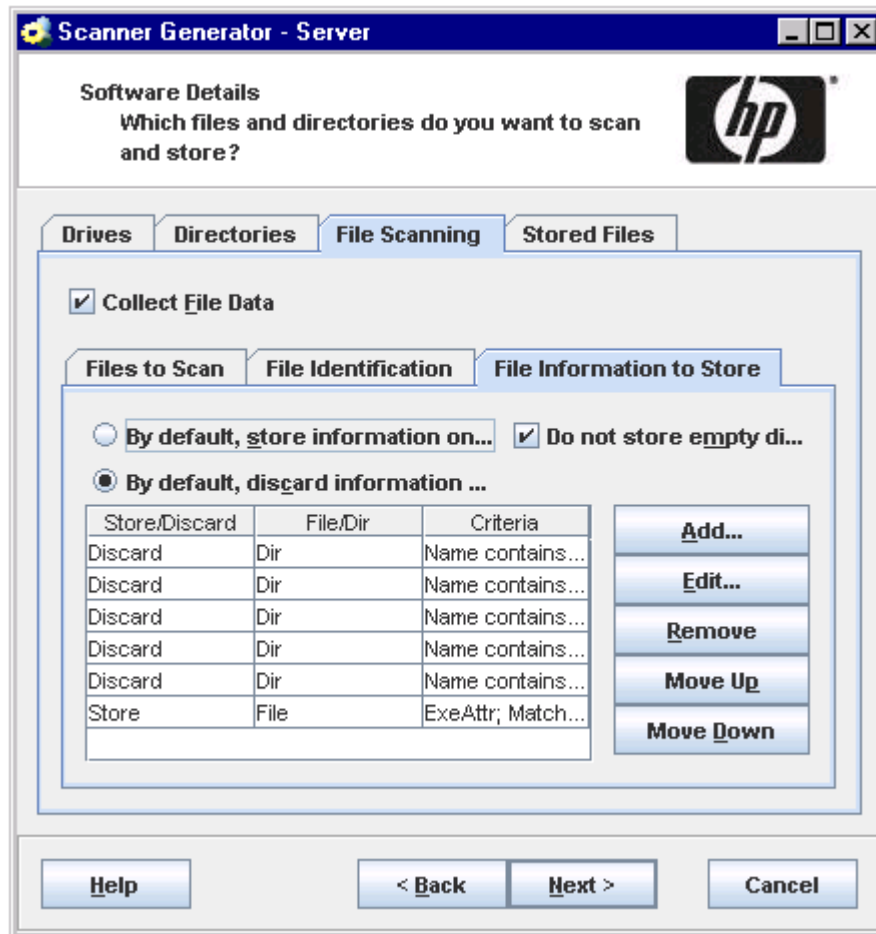 Scanner Generator - Server
Software Details
Which files and directories do you want to scan
and store?
hp
Drives Directories File Scanning Stored Files
Collect File Data
Files to Scan File Identification File Information to Store
By default, store information on... Do not store empty di...
By default, discard information ...
Store/Discard File/Dir Criteria
Discard Dir Name contains...
Discard Dir Name contains...
Discard Dir Name contains...
Discard Dir Name contains...
Discard Dir Name contains...
Store File ExeAttr; Match...
Add...
Edit...
Remove
Move Up
Move Down
Help < Back Next > Cancel